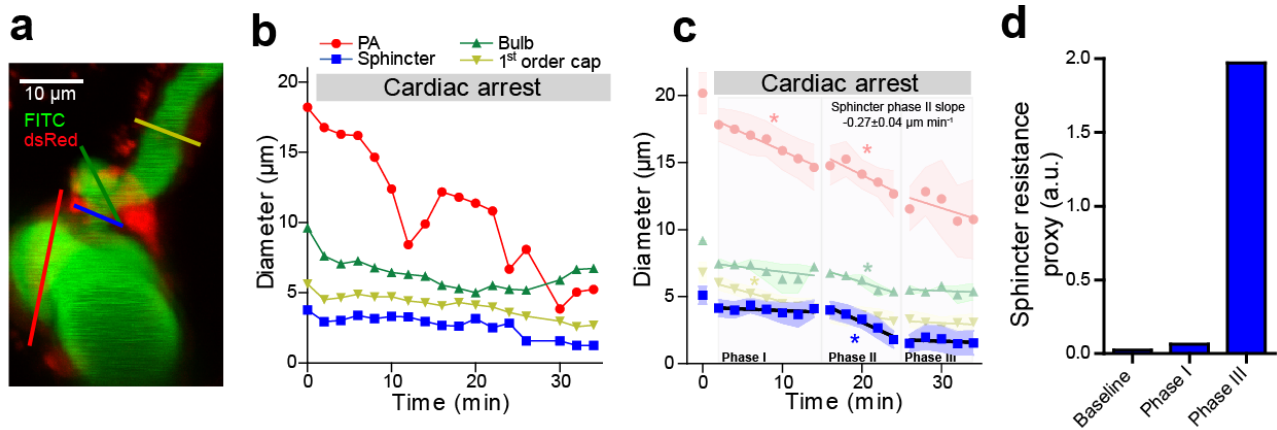 a
10 µm
FITC
dsRed
b
PA
Bulb
Sphincter
1st order cap
Cardiac arrest
Diameter (µm)
20
15
10
5
0
0
10
20
30
Time (min)
c
Cardiac arrest
Sphincter phase II slope
-0.27±0.04 µm min⁻¹
Diameter (µm)
20
15
10
5
0
*
*
*
*
*
Phase I
Phase II
Phase III
0
10
20
30
Time (min)
d
Sphincter resistance
proxy (a.u.)
2.0
1.5
1.0
0.5
0.0
Baseline
Phase I
Phase III